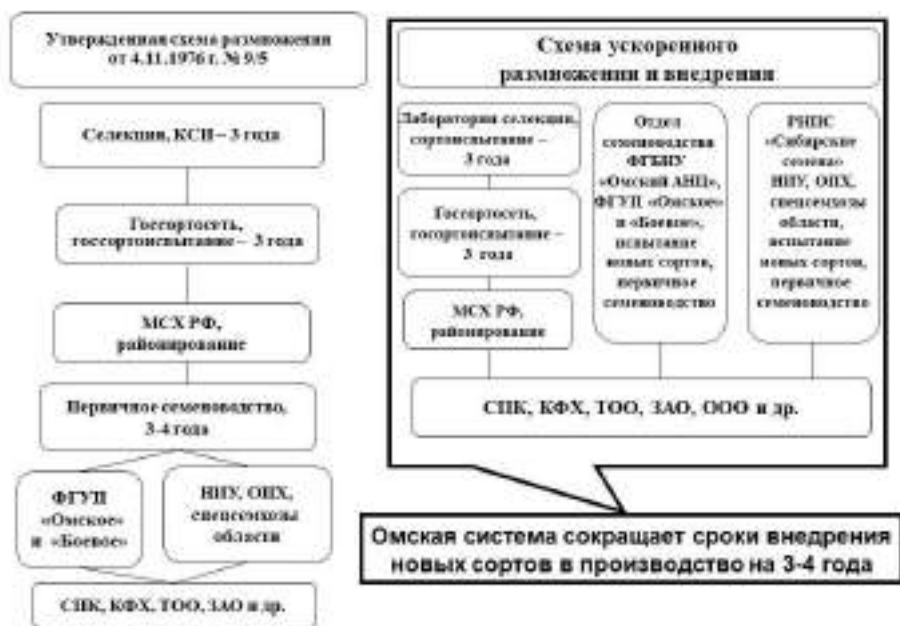 Утвержденная схема размножения
от 4.11.1976 г. № 9/5
Селекция, КСИ – 3 года
Госсортосеть,
госсортоиспытание – 3 года
МСХ РФ,
районирование
Первичное семеноводство,
3-4 года
ФГУП
«Омское»
и «Боевое»
НИУ, ОПХ,
спецсемхозы
области
СПК, КФХ, ТОО, ЗАО и др.
Схема ускоренного
размножении и внедрения
Лаборатории селекции,
сортоиспытание –
3 года
Госсортосеть,
госортоиспытание –
3 года
МСХ РФ,
районирование
Отдел
семеноводства
ФГБНУ
«Омский АНЦ»,
ФГУП «Омское»
и «Боевое»,
испытание
новых сортов,
первичное
семеноводство
РНПС
«Сибирские
семена»
НИУ, ОПХ,
спецсемхозы
области,
испытание
новых сортов,
первичное
семеноводство
СПК, КФХ, ТОО, ЗАО, ООО и др.
Омская система сокращает сроки внедрения
новых сортов в производство на 3-4 года